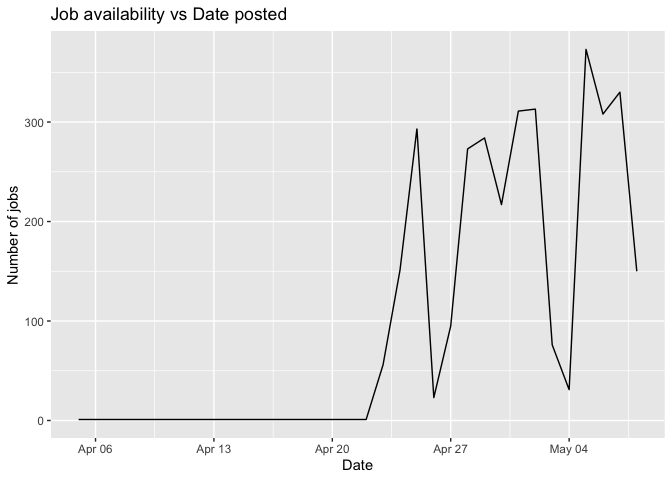 Job availability vs Date posted
Number of jobs
300
200
100
0
Apr 06
Apr 13
Apr 20
Apr 27
May 04
Date